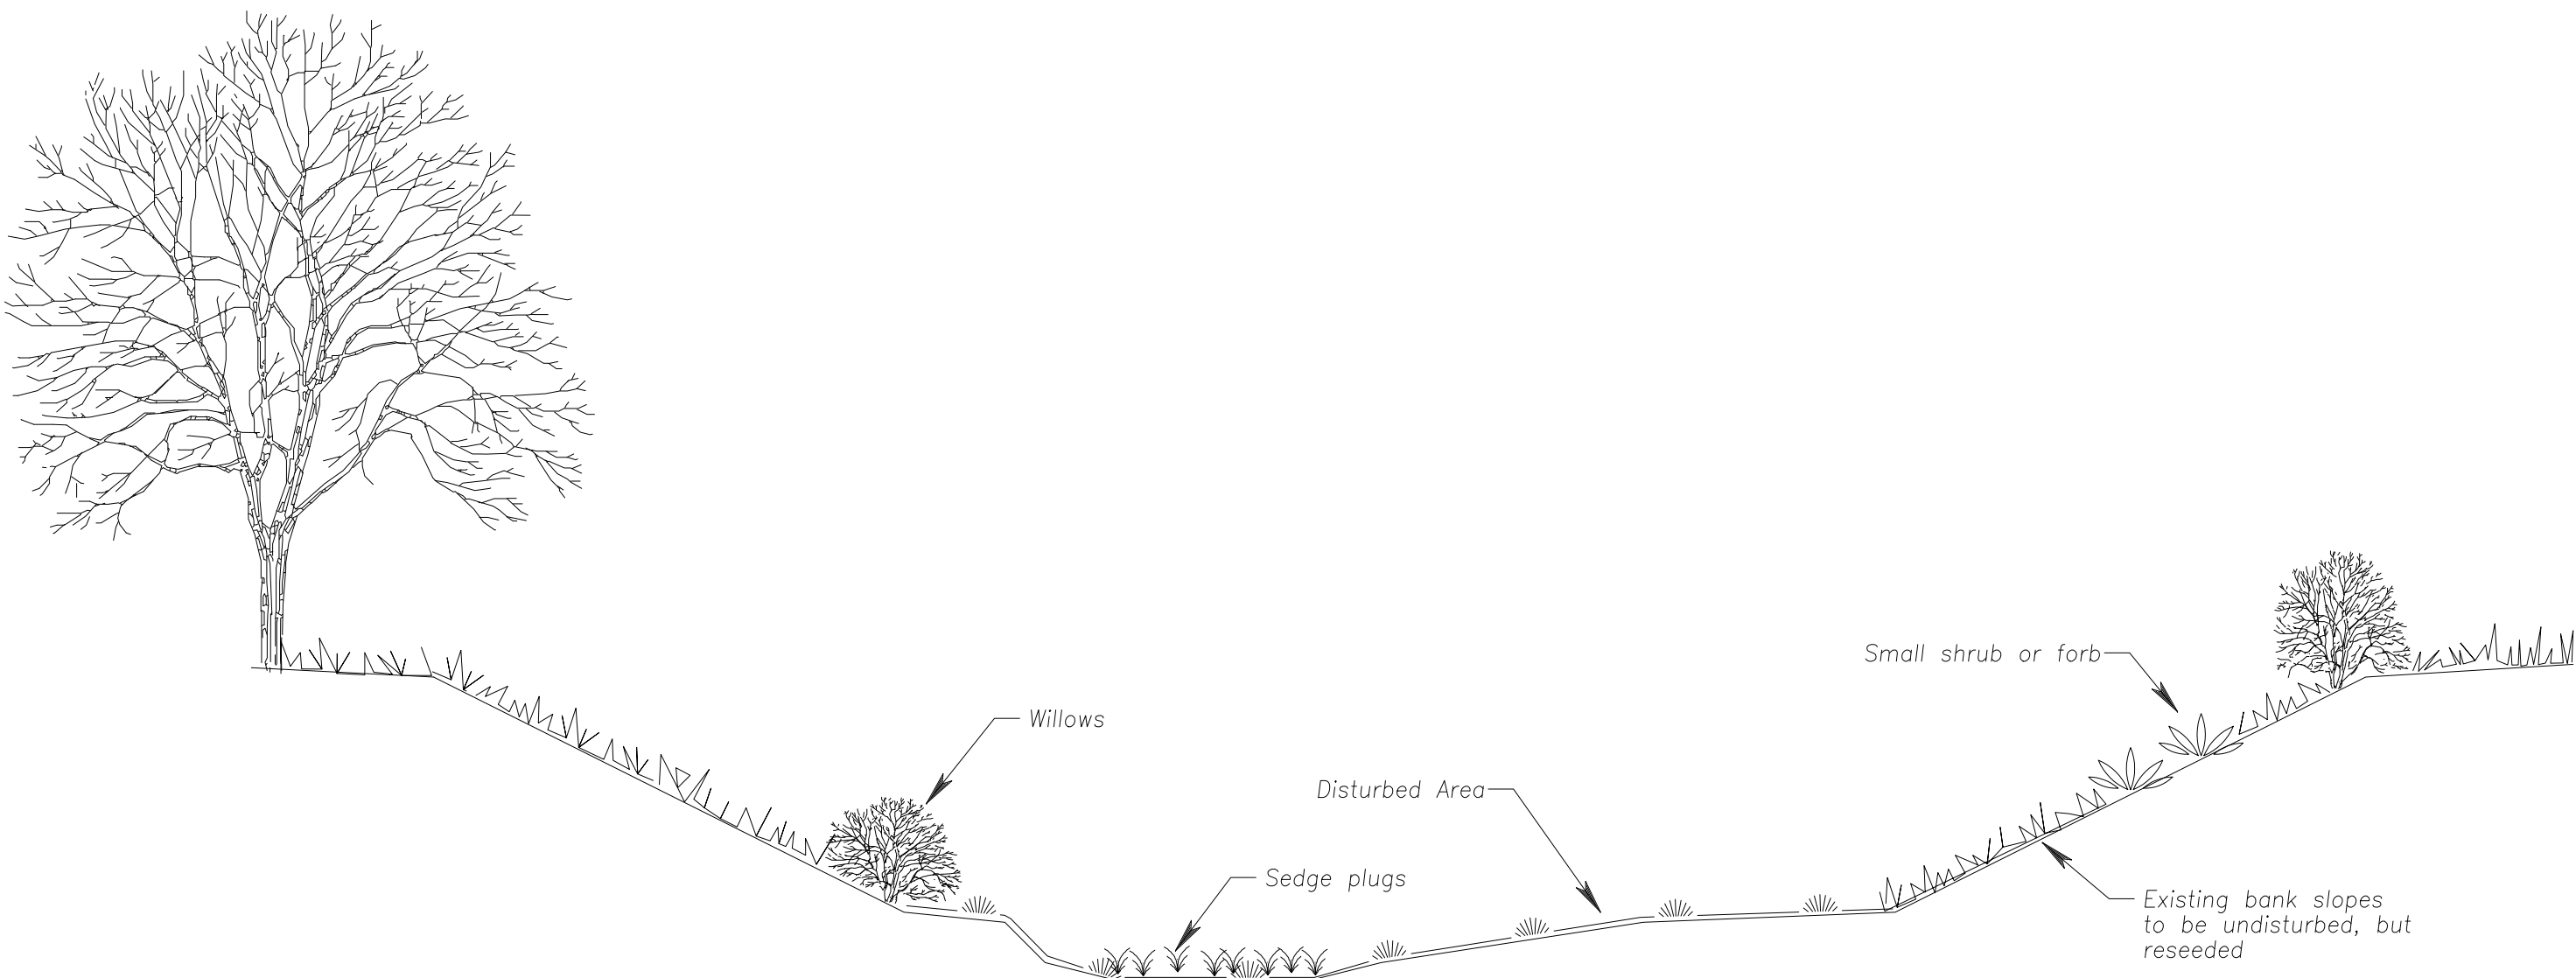 Small shrub or forb
Willows
Disturbed Area
Sedge plugs
Existing bank slopes
to be undisturbed, but
reseeded